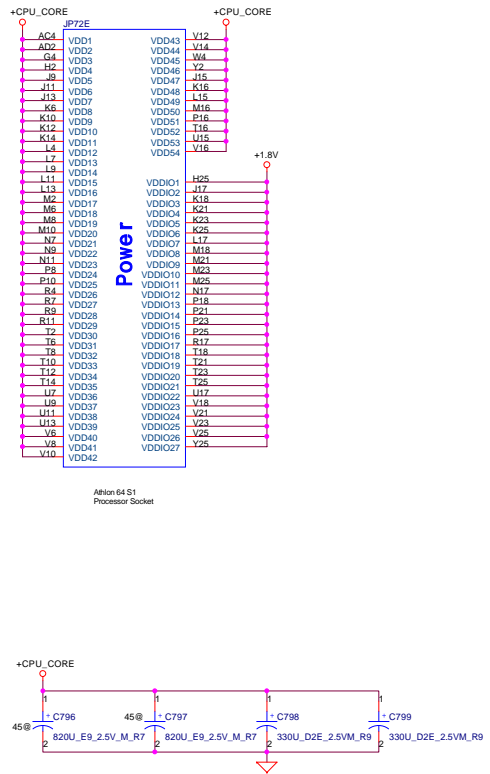 +CPU_CORE +CPU_CORE
JP72E
AC4 VDD1 VDD43 V12
AD2 VDD2 VDD44 V14
G4 VDD3 VDD45 W4
H2 VDD4 VDD46 Y2
J9 VDD5 VDD47 J15
J11 VDD6 VDD48 K16
J13 VDD7 VDD49 L15
K6 VDD8 VDD50 M16
K10 VDD9 VDD51 P16
K12 VDD10 VDD52 T16
K14 VDD11 VDD53 U15
L4 VDD12 VDD54 V16
L7 VDD13
+1.8V
L9 VDD14
L11 VDD15 VDDIO1 H25
L13 VDD16 VDDIO2 J17
M2 VDD17 VDDIO3 K18
M6 VDD18 VDDIO4 K21
M8 VDD19 VDDIO5 K23
M10 VDD20 VDDIO6 K25
N7 VDD21 VDDIO7 L17
N9 VDD22 VDDIO8 M18
N11 VDD23 VDDIO9 M21
P8 VDD24 VDDIO10 M23
P10 VDD25 VDDIO11 M25
R4 VDD26 VDDIO12 N17
R7 VDD27 VDDIO13 P18
R9 VDD28 VDDIO14 P21
R11 VDD29 VDDIO15 P23
T2 VDD30 VDDIO16 P25
T6 VDD31 VDDIO17 R17
T8 VDD32 VDDIO18 T18
T10 VDD33 VDDIO19 T21
T12 VDD34 VDDIO20 T23
T14 VDD35 VDDIO21 T25
U7 VDD36 VDDIO22 U17
U9 VDD37 VDDIO23 V18
U11 VDD38 VDDIO24 V21
U13 VDD39 VDDIO25 V23
V6 VDD40 VDDIO26 V25
V8 VDD41 VDDIO27 Y25
V10 VDD42
Power
Athlon 64 S1
Processor Socket
+CPU_CORE
1 1 1 1
45@ + C796 45@ + C797 + C798 + C799
820U_E9_2.5V_M_R7 820U_E9_2.5V_M_R7 330U_D2E_2.5VM_R9 330U_D2E_2.5VM_R9
2 2 2 2